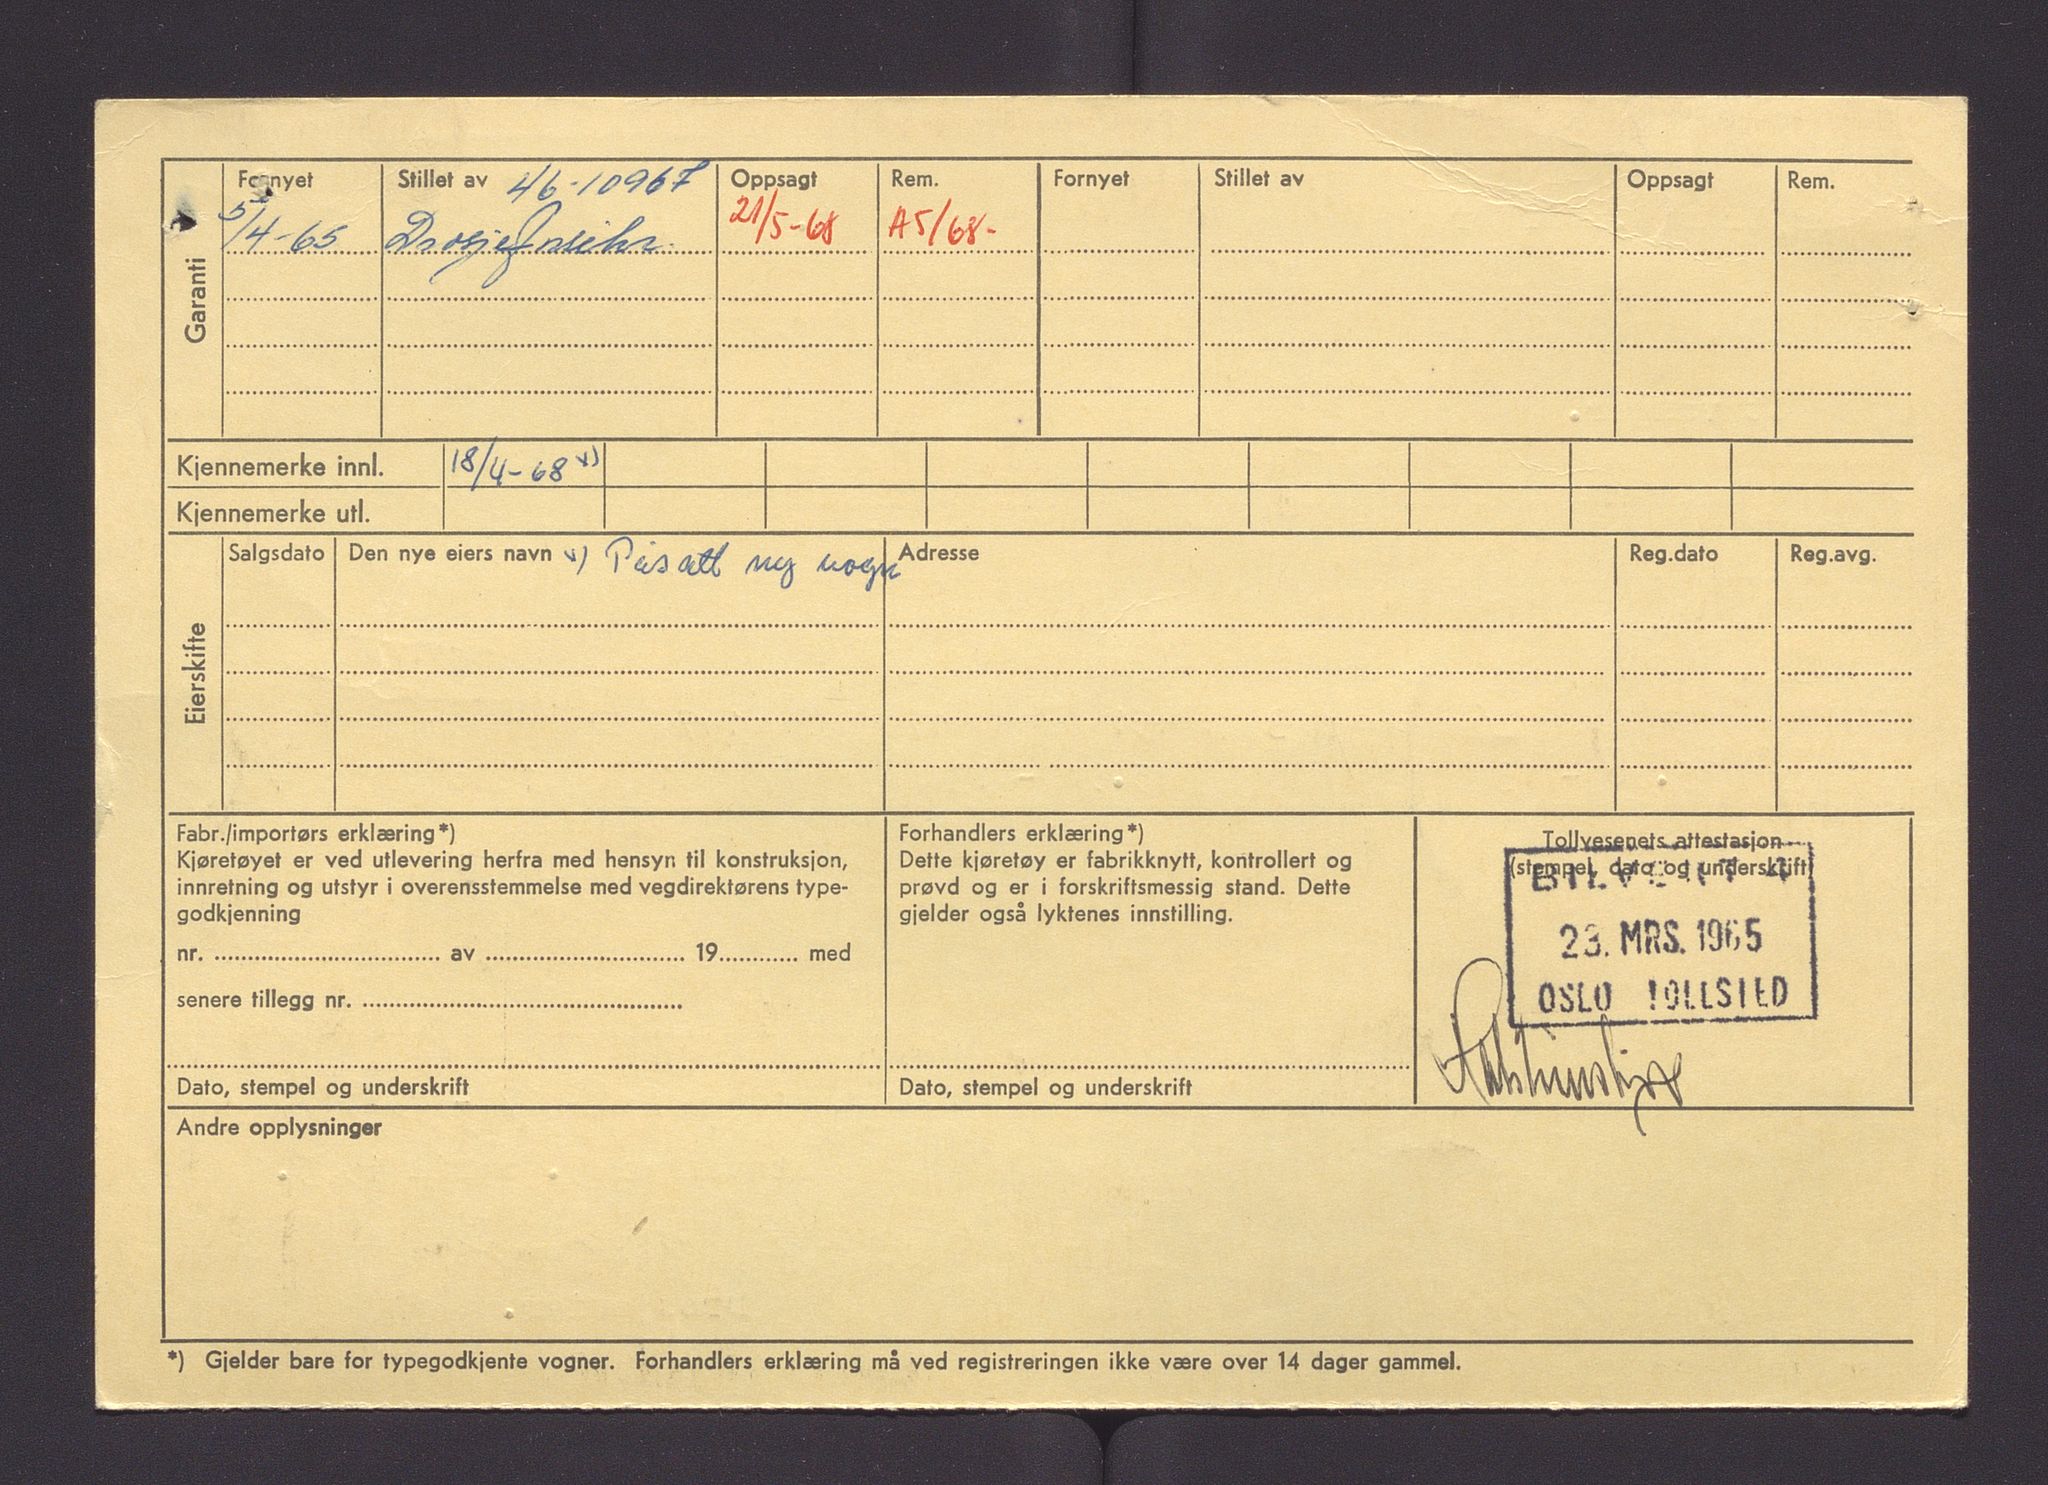 Garanti
Fornyet Stillet av 46-10967 Oppsagt Rem. Fornyet Stillet av Oppsagt Rem.
5/4-65 21/5-68 A5/68-
Kjennemerke innl. 18/4-68 x)
Kjennemerke utl.
Eierskifte
Salgsdato Den nye eiers navn x) Påsatt ny vogn Adresse Reg.dato Reg.avg.
Fabr./importørs erklæring*)
Kjøretøyet er ved utlevering herfra med hensyn til konstruksjon,
innretning og utstyr i overensstemmelse med vegdirektørens type-
godkjenning
nr. av 19 med
senere tillegg nr.
Dato, stempel og underskrift
Forhandlers erklæring*)
Dette kjøretøy er fabrikknytt, kontrollert og
prøvd og er i forskriftsmessig stand. Dette
gjelder også lyktenes innstilling.
Dato, stempel og underskrift
Tollvesenets attestasjon
(stempel, dato og underskrift)
23. MRS. 1965
OSLO TOLLSTED
Andre opplysninger
*) Gjelder bare for typegodkjente vogner. Forhandlers erklæring må ved registreringen ikke være over 14 dager gammel.